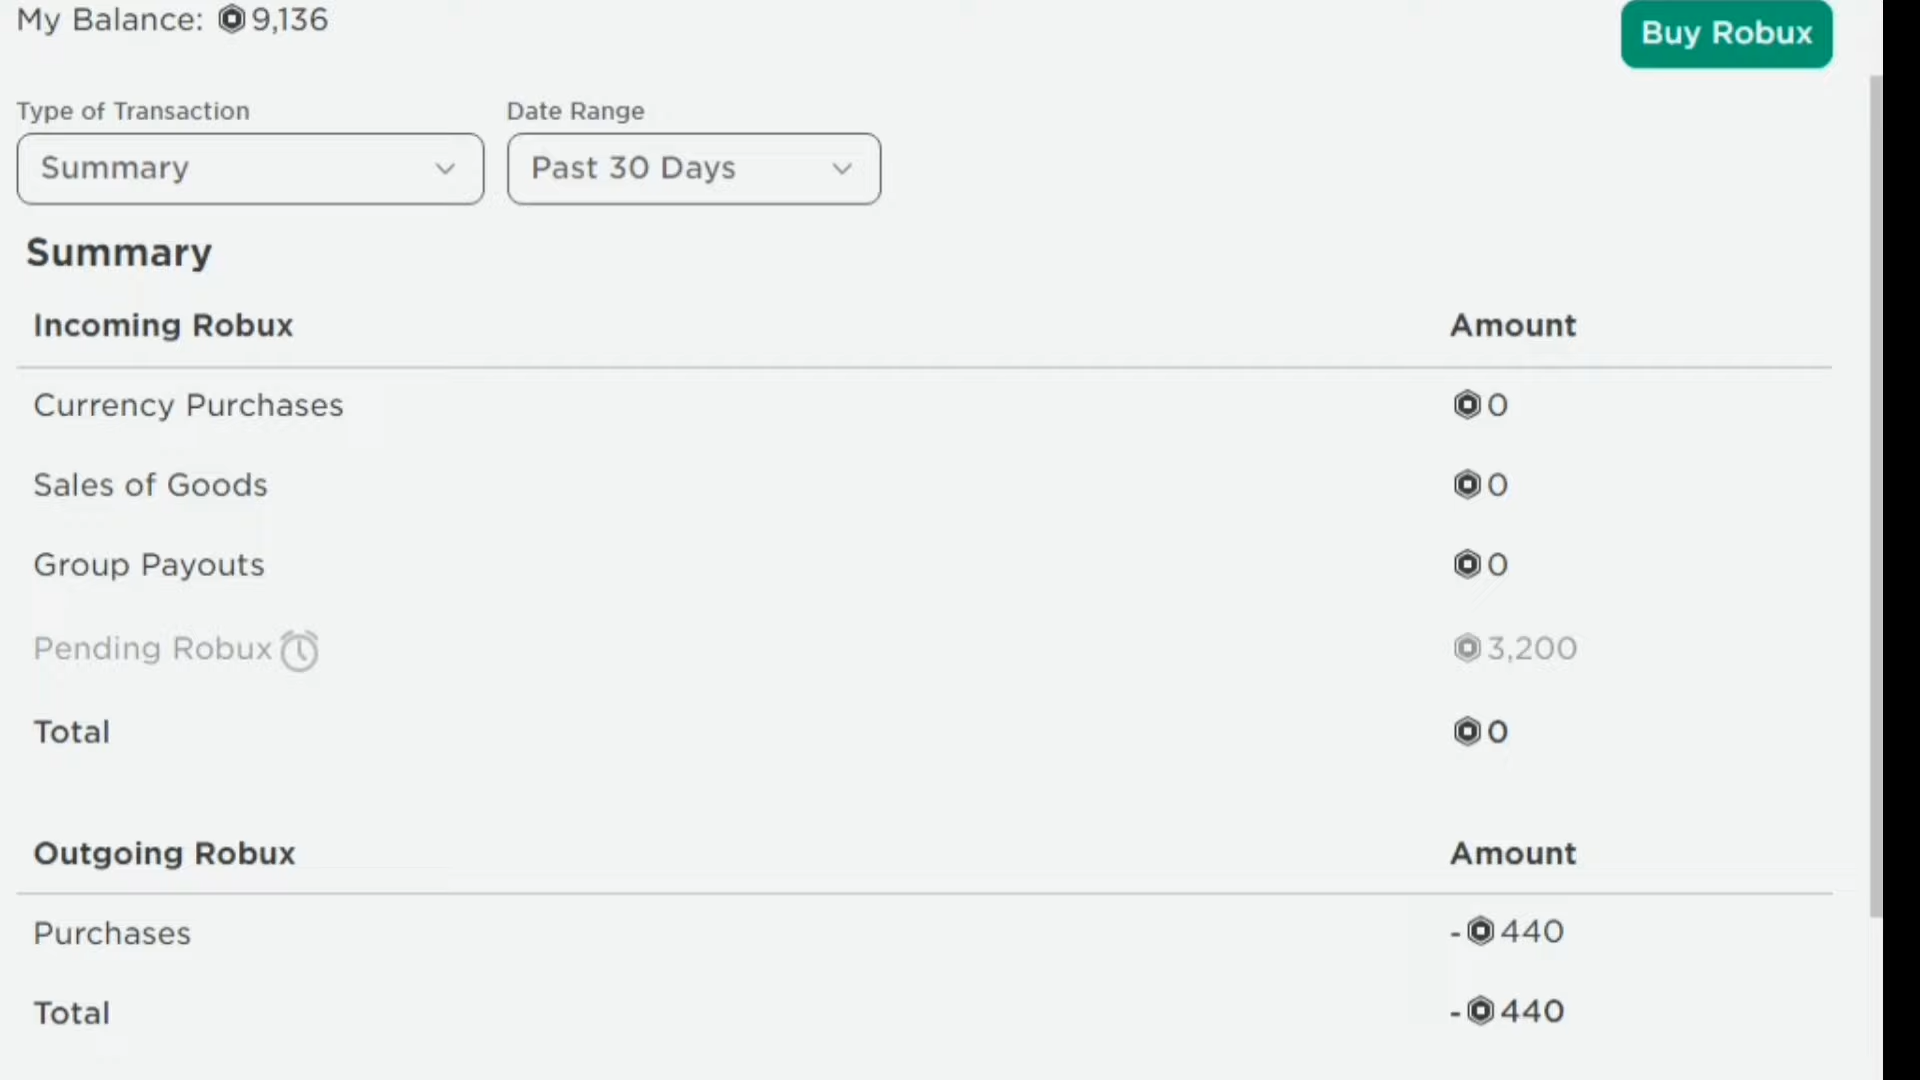 My Balance: 9,136
Buy Robux
Type of Transaction
Date Range
Summary
Past 30 Days
Summary
Incoming Robux Amount
Currency Purchases 0
Sales of Goods 0
Group Payouts 0
Pending Robux 3,200
Total 0
Outgoing Robux Amount
Purchases -440
Total -440